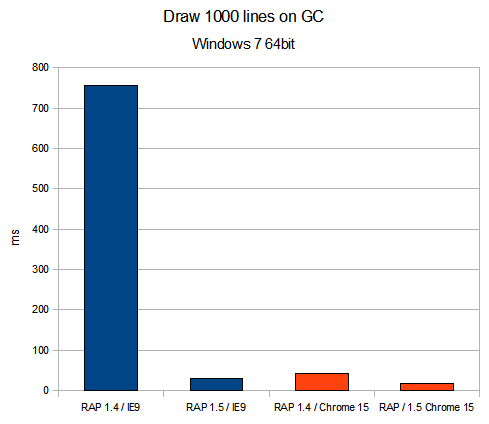 Draw 1000 lines on GC
Windows 7 64bit
800
700
600
500
400
300
200
100
0
ms
RAP 1.4 / IE9
RAP 1.5 / IE9
RAP 1.4 / Chrome 15
RAP / 1.5 Chrome 15